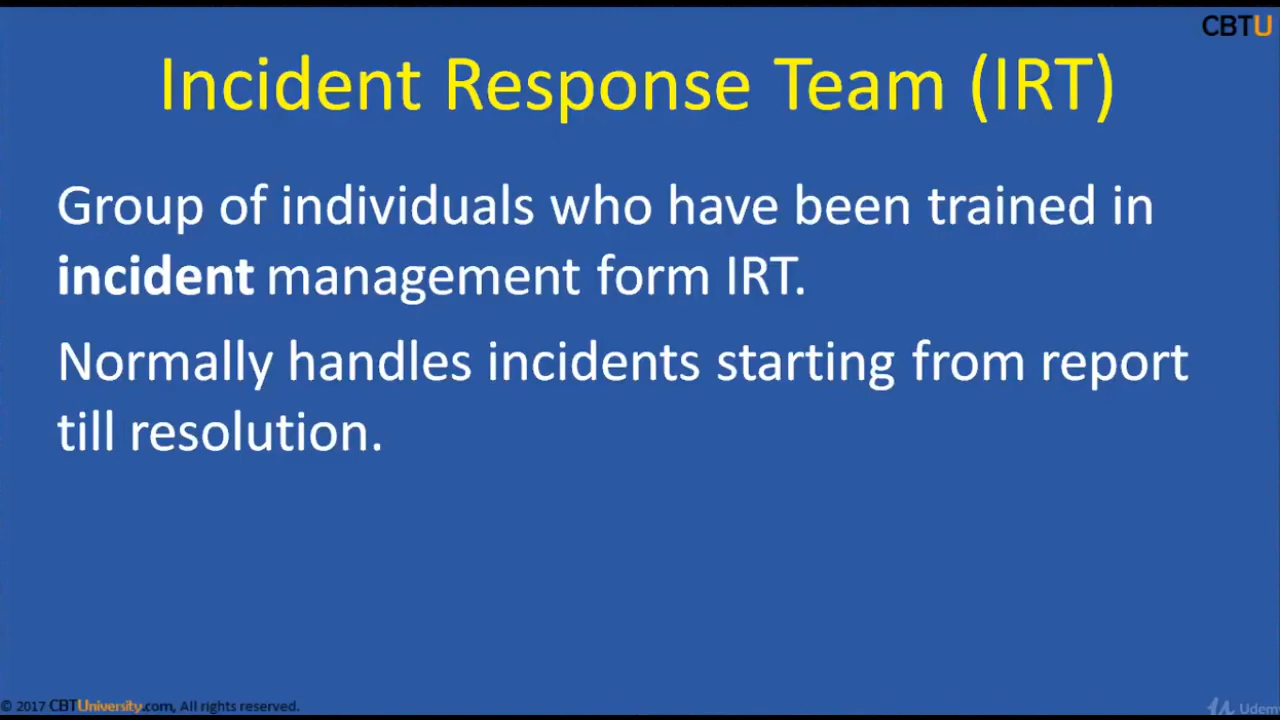 CBTU
Incident Response Team (IRT)
Group of individuals who have been trained in
incident management form IRT.
Normally handles incidents starting from report
till resolution.
© 2017 CBTUniversity.com, All rights reserved.
Udem